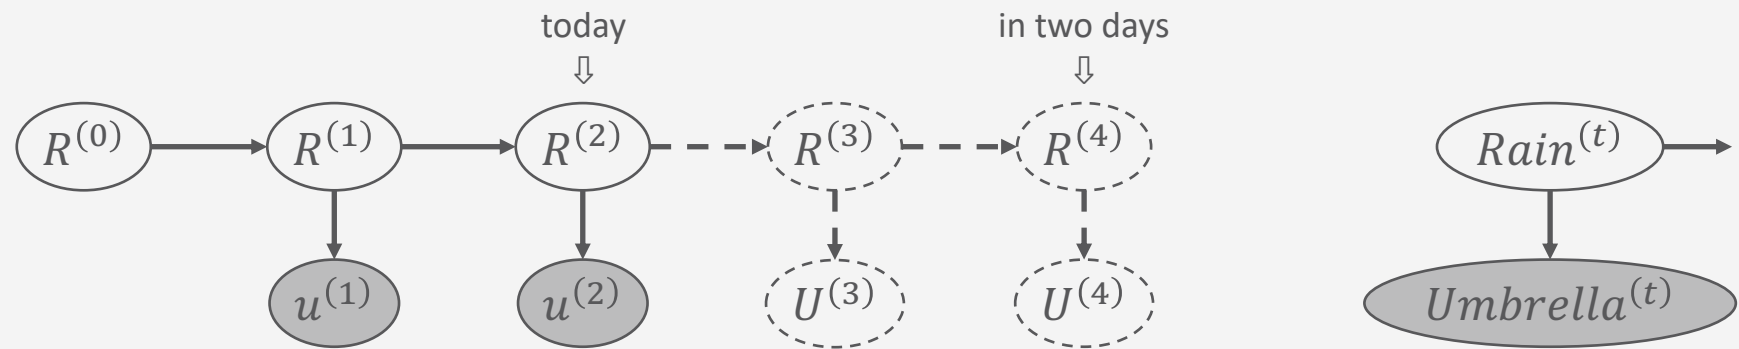 today
in two days
R^{(0)} R^{(1)} R^{(2)} R^{(3)} R^{(4)} Rain^{(t)}
u^{(1)} u^{(2)} U^{(3)} U^{(4)} Umbrella^{(t)}